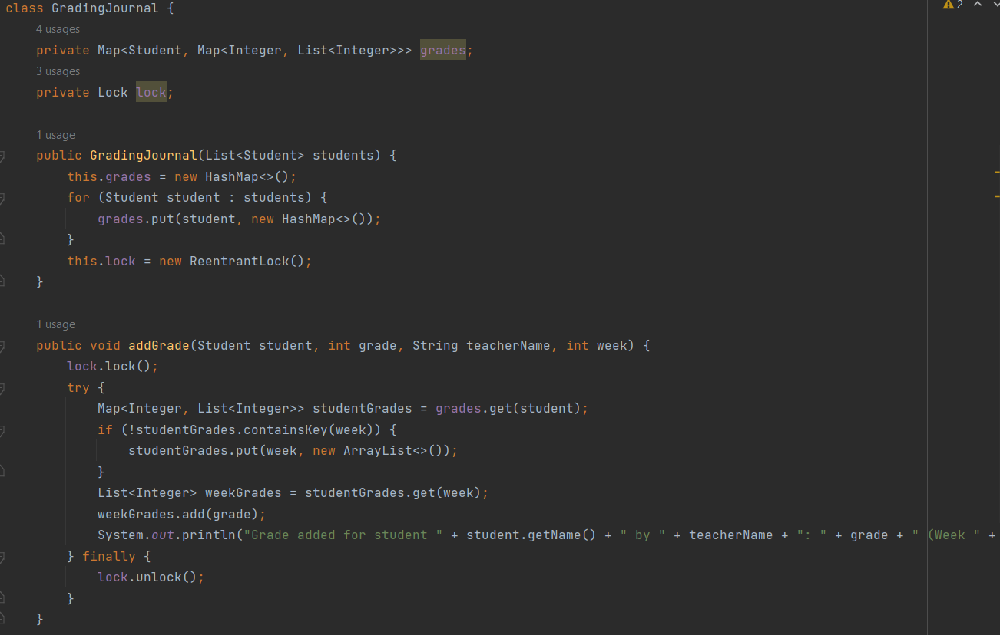 class GradingJournal {
4 usages
private Map<Student, Map<Integer, List<Integer>>> grades;
3 usages
private Lock lock;
1 usage
public GradingJournal(List<Student> students) {
this.grades = new HashMap<>();
for (Student student : students) {
grades.put(student, new HashMap<>());
}
this.lock = new ReentrantLock();
}
1 usage
public void addGrade(Student student, int grade, String teacherName, int week) {
lock.lock();
try {
Map<Integer, List<Integer>> studentGrades = grades.get(student);
if (!studentGrades.containsKey(week)) {
studentGrades.put(week, new ArrayList<>());
}
List<Integer> weekGrades = studentGrades.get(week);
weekGrades.add(grade);
System.out.println("Grade added for student " + student.getName() + " by " + teacherName + ": " + grade + " (Week " +
} finally {
lock.unlock();
}
}
2